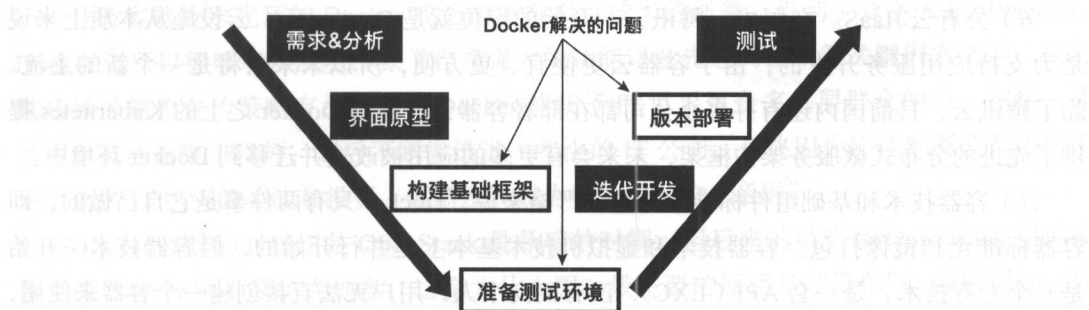 Docker解决的问题
需求&分析
测试
界面原型
版本部署
构建基础框架
迭代开发
准备测试环境